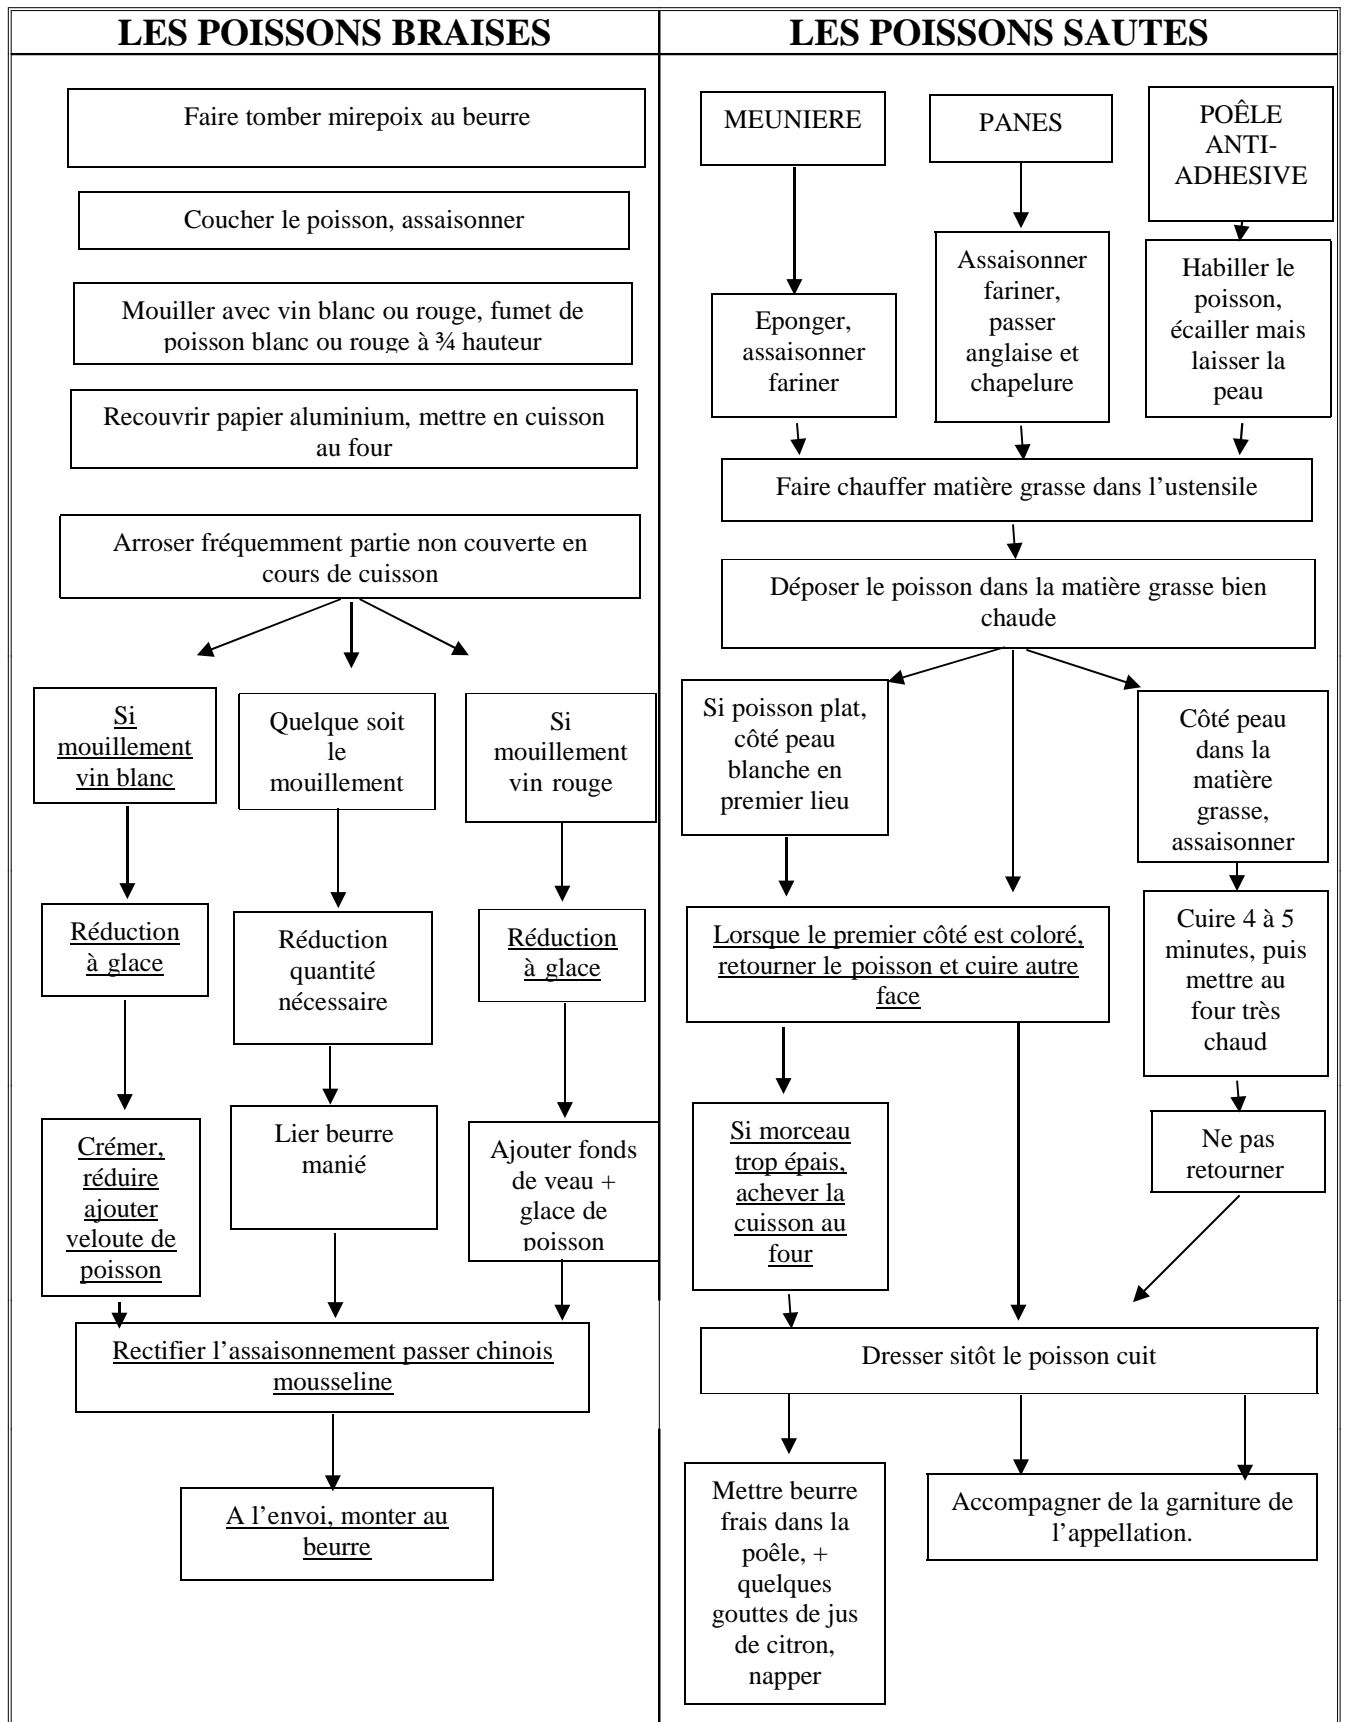 LES POISSONS BRAISES
Faire tomber mirepoix au beurre
Coucher le poisson, assaisonner
Mouiller avec vin blanc ou rouge, fumet de
poisson blanc ou rouge à ¾ hauteur
Recouvrir papier aluminium, mettre en cuisson
au four
Arroser fréquemment partie non couverte en
cours de cuisson
Si
mouillement
vin blanc
Quelque soit
le
mouillement
Si
mouillement
vin rouge
Réduction
à glace
Réduction
quantité
nécessaire
Réduction
à glace
Crémer,
réduire
ajouter
veloute de
poisson
Lier beurre
manié
Ajouter fonds
de veau +
glace de
poisson
Rectifier l’assaisonnement passer chinois
mousseline
A l’envoi, monter au
beurre
LES POISSONS SAUTES
MEUNIERE
PANES
POÊLE
ANTI-
ADHESIVE
Eponger,
assaisonner
fariner
Assaisonner
fariner,
passer
anglaise et
chapelure
Habiller le
poisson,
écailler mais
laisser la
peau
Faire chauffer matière grasse dans l’ustensile
Déposer le poisson dans la matière grasse bien
chaude
Si poisson plat,
côté peau
blanche en
premier lieu
Côté peau
dans la
matière
grasse,
assaisonner
Lorsque le premier côté est coloré,
retourner le poisson et cuire autre
face
Cuire 4 à 5
minutes, puis
mettre au
four très
chaud
Si morceau
trop épais,
achever la
cuisson au
four
Ne pas
retourner
Dresser sitôt le poisson cuit
Mettre beurre
frais dans la
poêle, +
quelques
gouttes de jus
de citron,
napper
Accompagner de la garniture de
l’appellation.